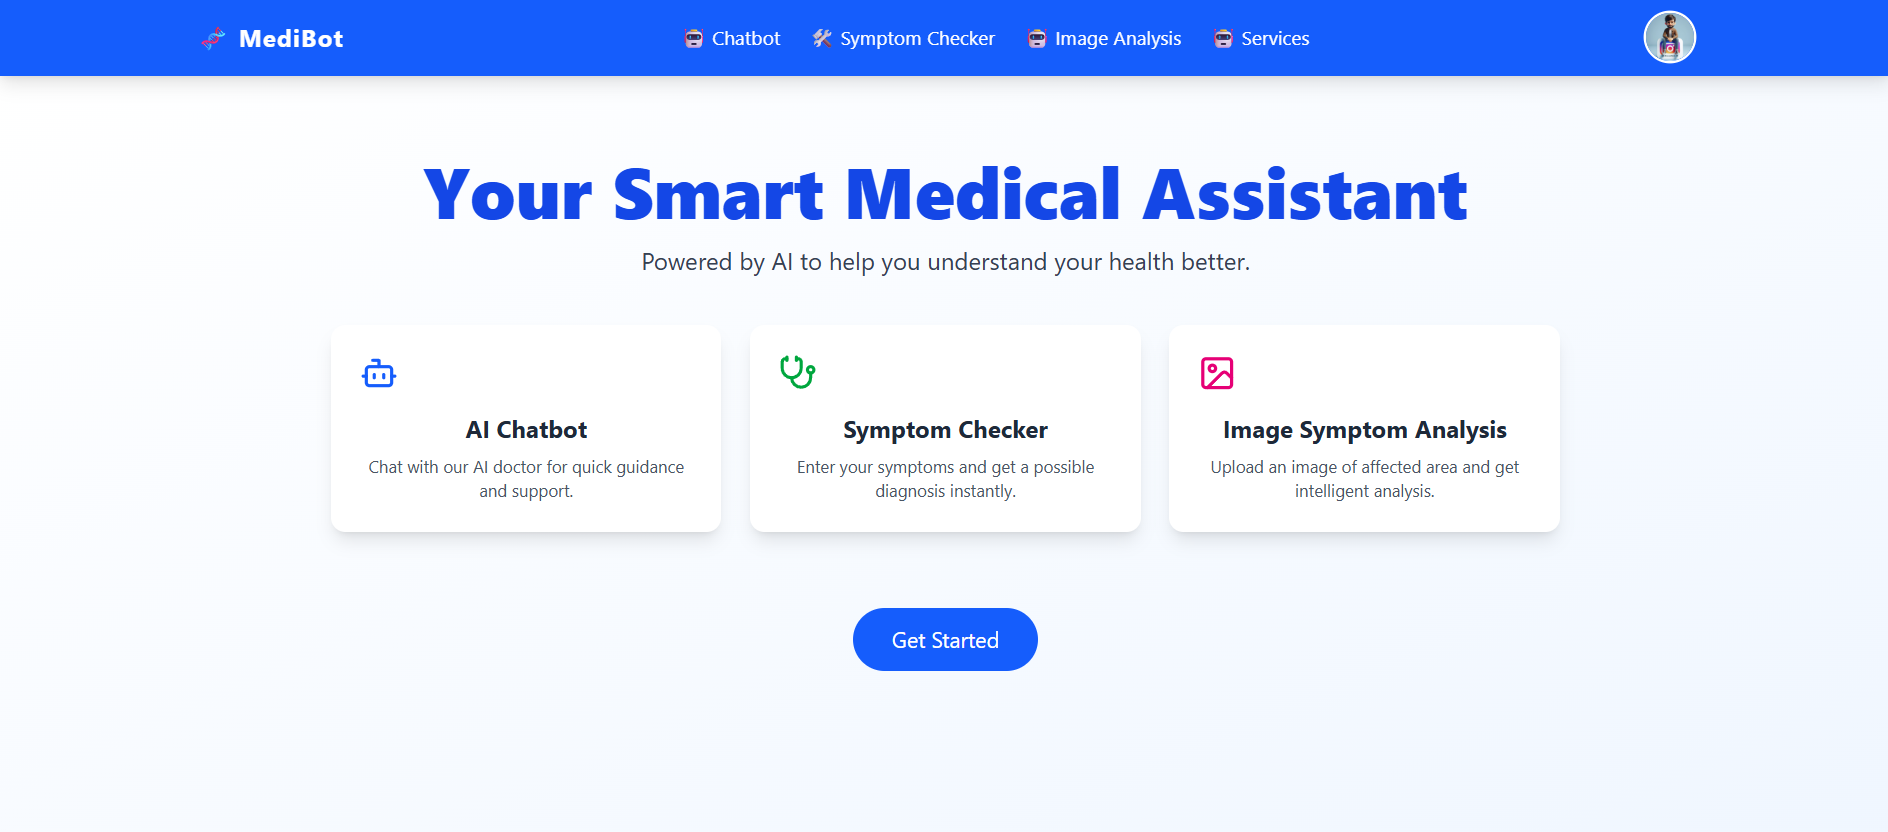 MediBot
Chatbot
Symptom Checker
Image Analysis
Services
Your Smart Medical Assistant
Powered by AI to help you understand your health better.
AI Chatbot
Chat with our AI doctor for quick guidance
and support.
Symptom Checker
Enter your symptoms and get a possible
diagnosis instantly.
Image Symptom Analysis
Upload an image of affected area and get
intelligent analysis.
Get Started